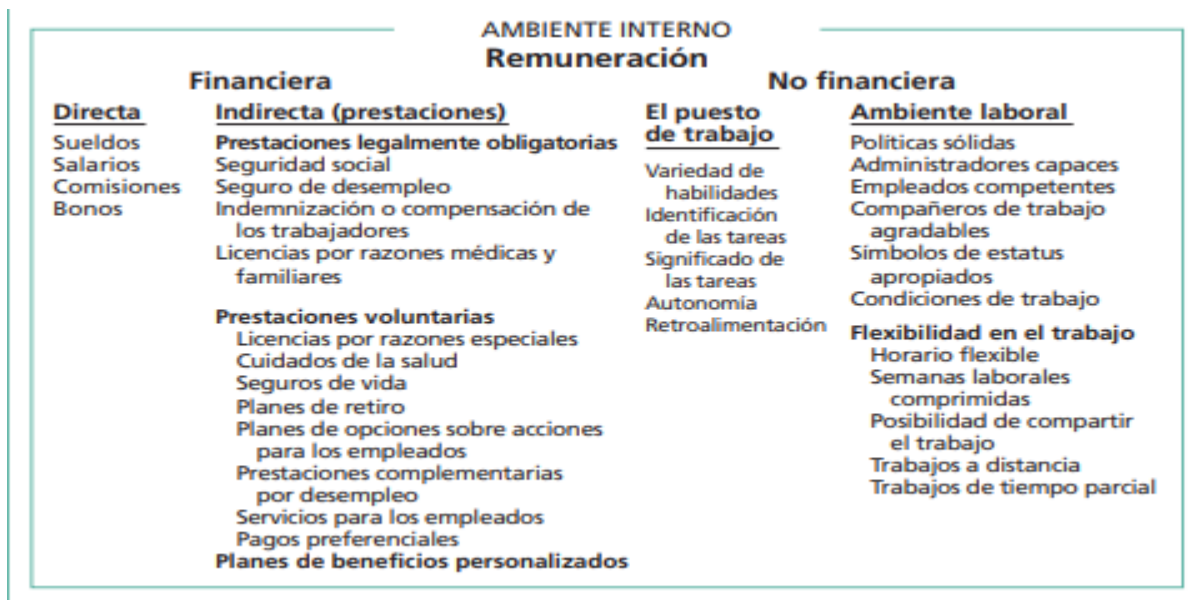 AMBIENTE INTERNO
Remuneración
Financiera
No financiera
Directa
Sueldos
Salarios
Comisiones
Bonos
Indirecta (prestaciones)
Prestaciones legalmente obligatorias
Seguridad social
Seguro de desempleo
Indemnización o compensación de
los trabajadores
Licencias por razones médicas y
familiares
Prestaciones voluntarias
Licencias por razones especiales
Cuidados de la salud
Seguros de vida
Planes de retiro
Planes de opciones sobre acciones
para los empleados
Prestaciones complementarias
por desempleo
Servicios para los empleados
Pagos preferenciales
Planes de beneficios personalizados
El puesto
de trabajo
Variedad de
habilidades
Identificación
de las tareas
Significado de
las tareas
Autonomía
Retroalimentación
Ambiente laboral
Políticas sólidas
Administradores capaces
Empleados competentes
Compañeros de trabajo
agradables
Símbolos de estatus
apropiados
Condiciones de trabajo
Flexibilidad en el trabajo
Horario flexible
Semanas laborales
comprimidas
Posibilidad de compartir
el trabajo
Trabajos a distancia
Trabajos de tiempo parcial